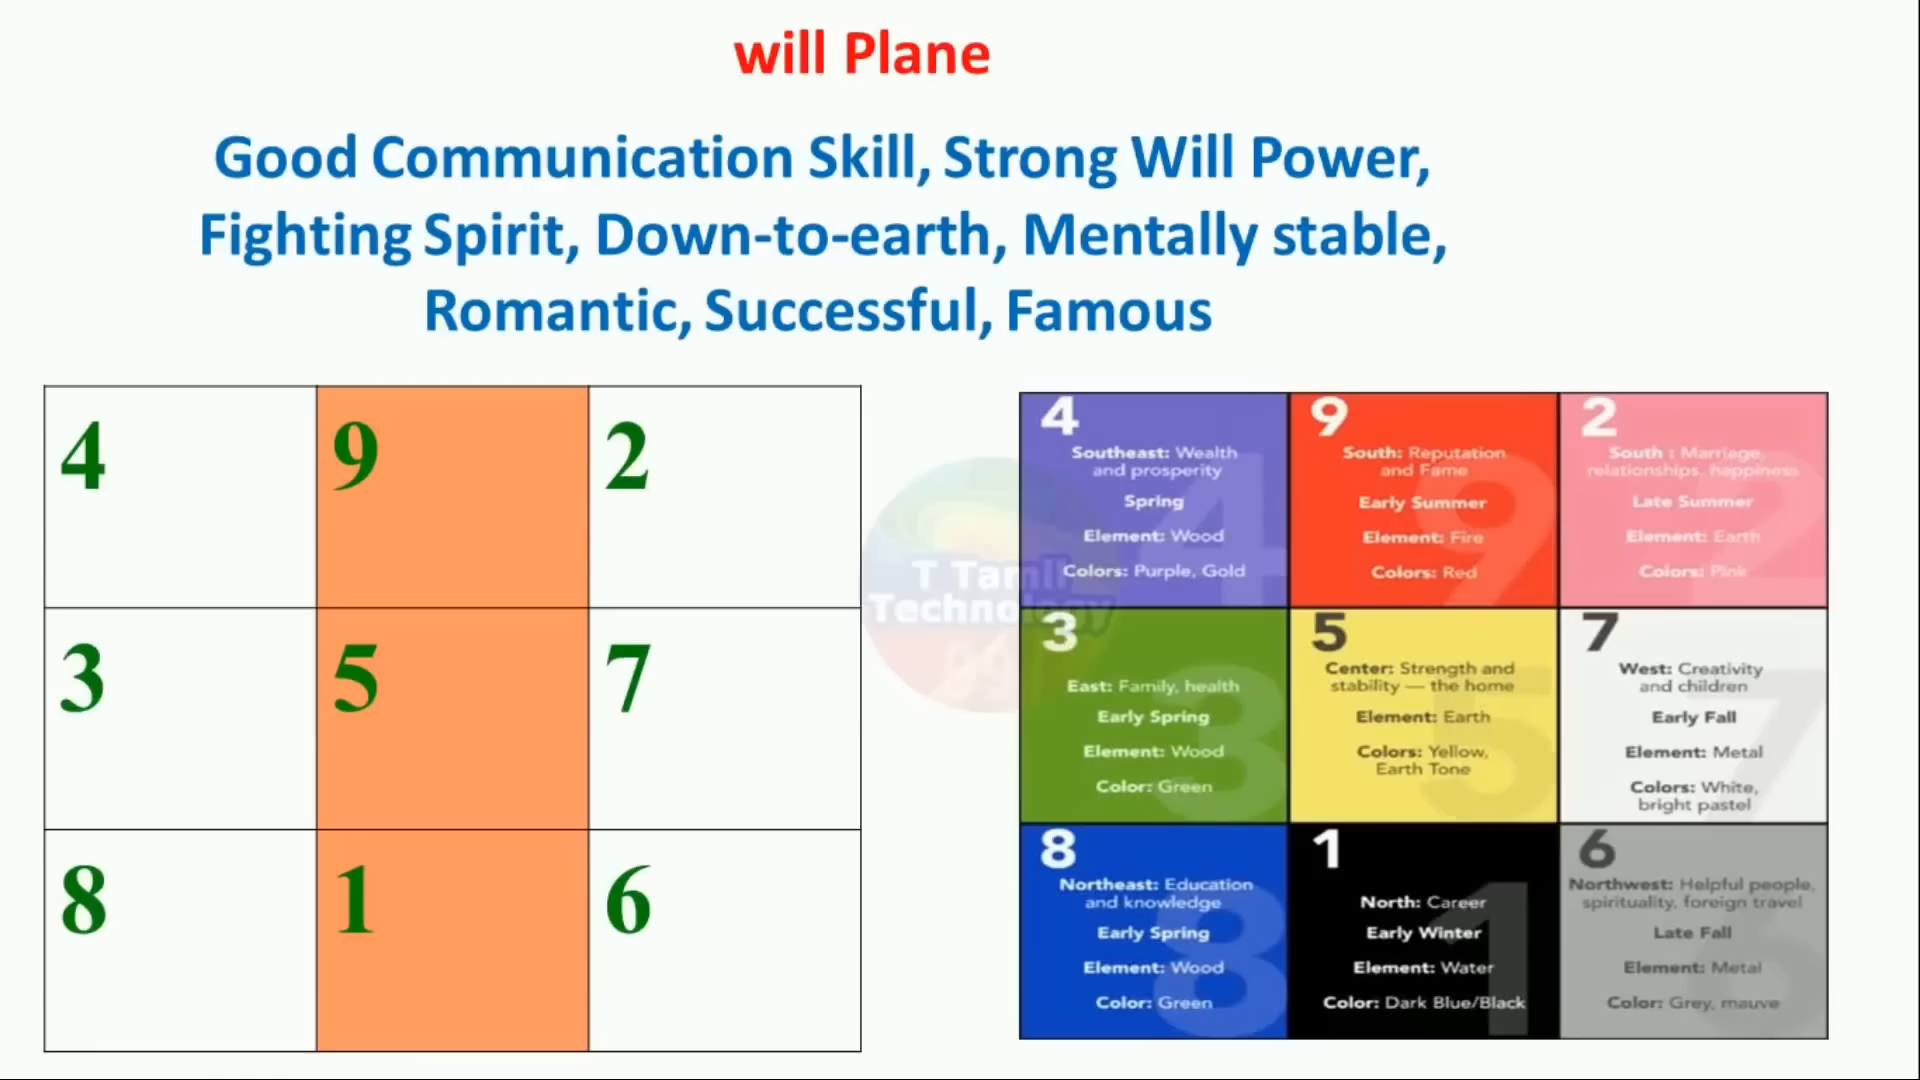 will Plane
Good Communication Skill, Strong Will Power,
Fighting Spirit, Down-to-earth, Mentally stable,
Romantic, Successful, Famous
4 9 2
3 5 7
8 1 6
T Tamil
Technology
4
Southeast: Wealth
and prosperity
Spring
Element: Wood
Colors: Purple, Gold
9
South: Reputation
and Fame
Early Summer
Element: Fire
Colors: Red
2
South : Marriage,
relationships, happiness
Late Summer
Element: Earth
Colors: Pink
3
East: Family, health
Early Spring
Element: Wood
Color: Green
5
Center: Strength and
stability — the home
Element: Earth
Colors: Yellow,
Earth Tone
7
West: Creativity
and children
Early Fall
Element: Metal
Colors: White,
bright pastel
8
Northeast: Education
and knowledge
Early Spring
Element: Wood
Color: Green
1
North: Career
Early Winter
Element: Water
Color: Dark Blue/Black
6
Northwest: Helpful people,
spirituality, foreign travel
Late Fall
Element: Metal
Color: Grey, mauve